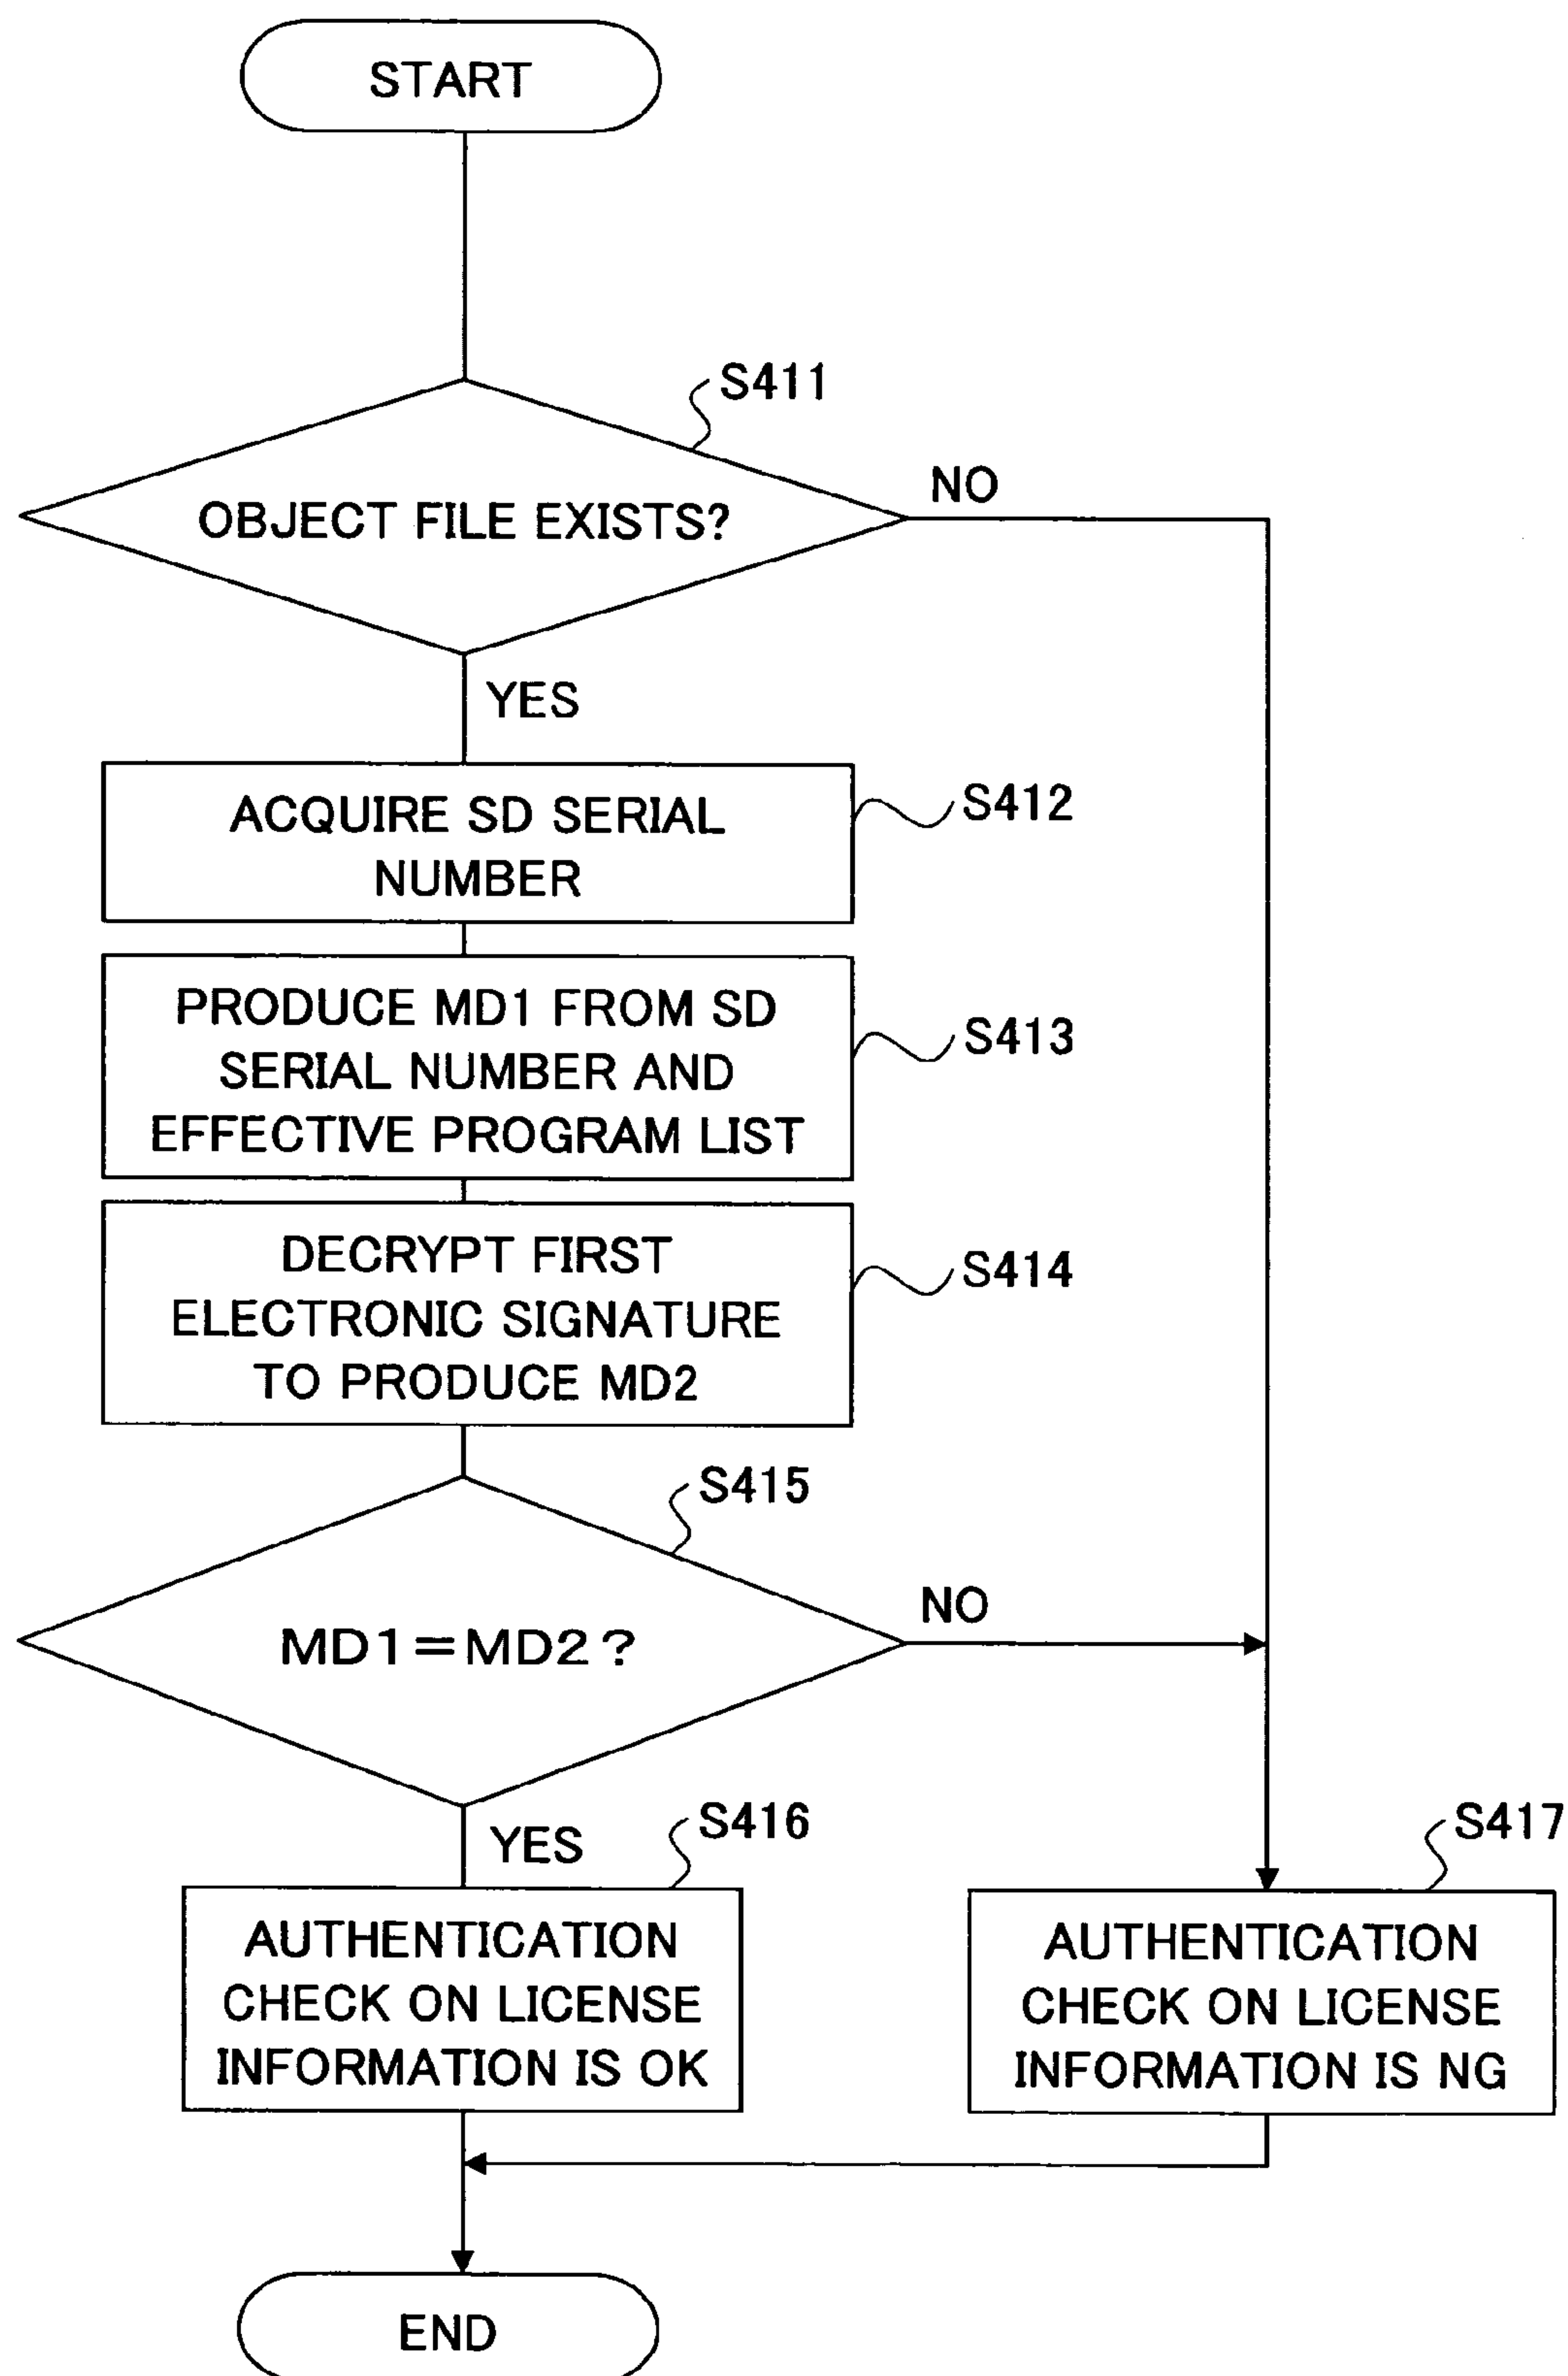 START
S411
OBJECT FILE EXISTS?
NO
YES
ACQUIRE SD SERIAL
NUMBER
S412
PRODUCE MD1 FROM SD
SERIAL NUMBER AND
EFFECTIVE PROGRAM LIST
S413
DECRYPT FIRST
ELECTRONIC SIGNATURE
TO PRODUCE MD2
S414
S415
MD1=MD2?
NO
YES
S416
AUTHENTICATION
CHECK ON LICENSE
INFORMATION IS OK
S417
AUTHENTICATION
CHECK ON LICENSE
INFORMATION IS NG
END